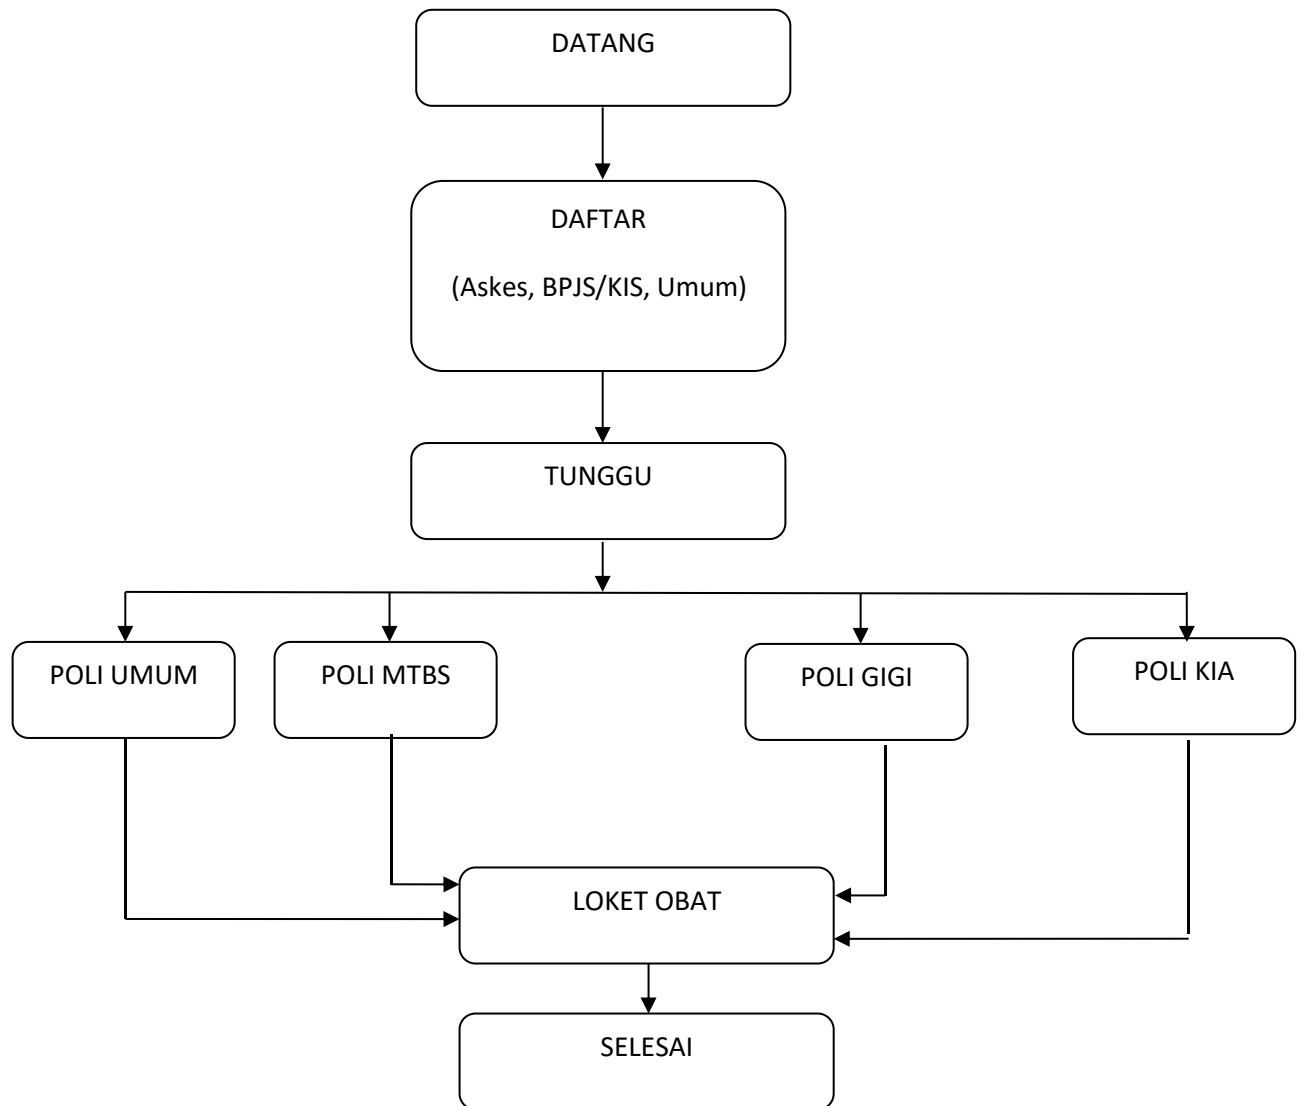 DATANG
DAFTAR
(Askes, BPJS/KIS, Umum)
TUNGGU
POLI UMUM
POLI MTBS
POLI GIGI
POLI KIA
LOKET OBAT
SELESAI